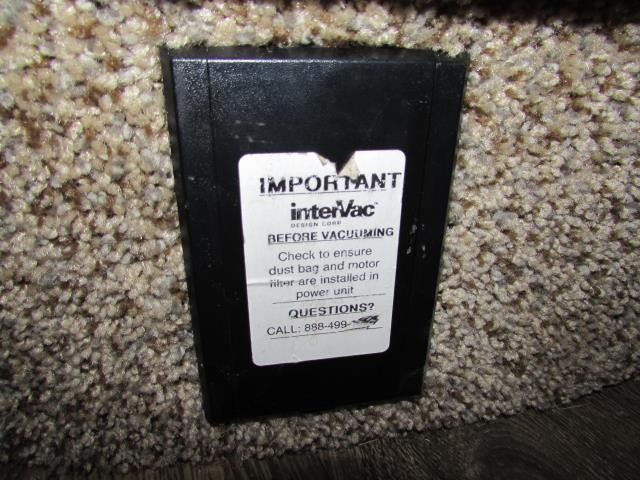 IMPORTANT
interVac
DESIGN CORP
BEFORE VACUUMING
Check to ensure
dust bag and motor
filter are installed in
power unit
QUESTIONS?
CALL: 888-499-